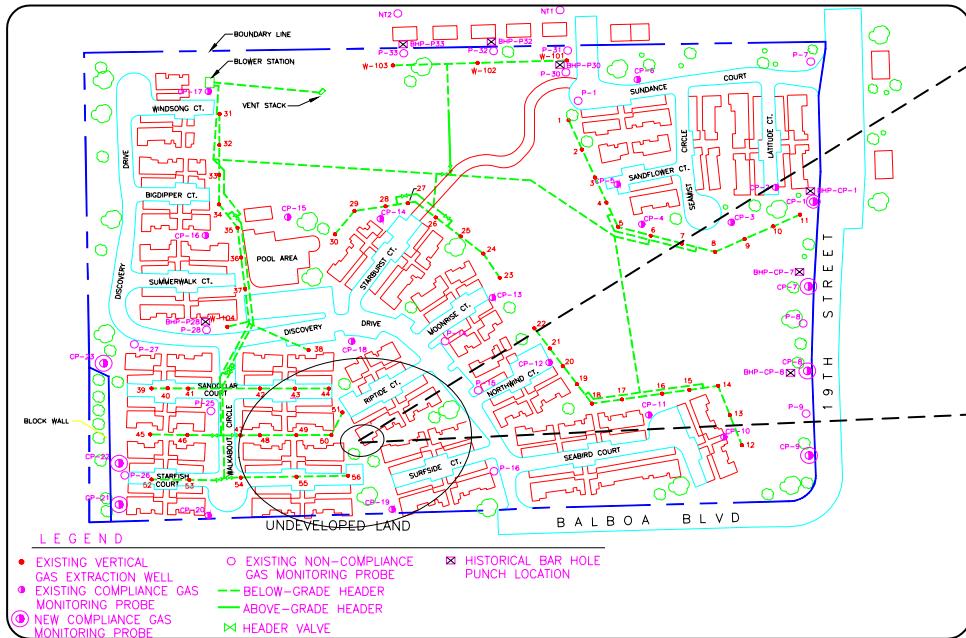 NT2
NT1
BOUNDARY LINE
BHP-P33
BHP-P32
P-33
P-32
P-31
W-101
P-7
BLOWER STATION
W-103
W-102
BHP-P30
P-30
CP-6
COURT
SUNDANCE
CP-17
VENT STACK
P-1
WINDSONG CT.
31
1
32
2
DRIVE
CIRCLE
LATITUDE CT.
33
3
CP-5
SANDFLOWER CT.
CP-2
BHP-CP-1
BIGDIPPER CT.
27
34
28
29
CP-15
CP-14
4
SEAMIST
CP-1
11
26
CP-4
CP-3
10
35
CP-16
30
25
5
6
7
8
9
36
POOL AREA
STARBURST CT.
24
DISCOVERY
SUMMERWALK CT.
23
BHP-CP-7
CP-7
37
CP-13
MOONRISE CT.
19TH STREET
BHP-P28
W-104
P-28
DISCOVERY
DRIVE
22
P-8
P-27
CP-18
38
21
CP-23
CP-12
20
CP-8
BHP-CP-8
39
40
41
SANDOLLAR
COURT
42
43
44
RIPTIDE CT.
P-15
NORTHWIND CT.
19
18
17
16
15
14
P-25
51
CP-11
13
P-9
BLOCK WALL
CIRCLE
WALKABOUT
45
46
47
48
49
50
CP-10
12
CP-22
SEABIRD COURT
CP-9
P-26
52
STARFISH
COURT
53
54
55
56
SURFSIDE CT.
P-16
CP-21
CP-20
CP-19
UNDEVELOPED LAND
BALBOA BLVD
LEGEND
EXISTING VERTICAL
GAS EXTRACTION WELL
EXISTING COMPLIANCE GAS
MONITORING PROBE
NEW COMPLIANCE GAS
MONITORING PROBE
EXISTING NON-COMPLIANCE
GAS MONITORING PROBE
BELOW-GRADE HEADER
ABOVE-GRADE HEADER
HEADER VALVE
HISTORICAL BAR HOLE
PUNCH LOCATION